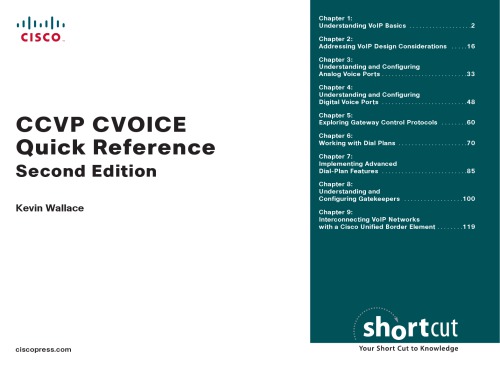 CISCO™
CCVP CVOICE
Quick Reference
Second Edition
Kevin Wallace
ciscopress.com
Chapter 1:
Understanding VoIP Basics . . . . . . . . . . . . . . . . . . . 2
Chapter 2:
Addressing VoIP Design Considerations . . . . . 16
Chapter 3:
Understanding and Configuring
Analog Voice Ports . . . . . . . . . . . . . . . . . . . . . . . . . . 33
Chapter 4:
Understanding and Configuring
Digital Voice Ports . . . . . . . . . . . . . . . . . . . . . . . . . . 48
Chapter 5:
Exploring Gateway Control Protocols . . . . . . . . 60
Chapter 6:
Working with Dial Plans . . . . . . . . . . . . . . . . . . . . . 70
Chapter 7:
Implementing Advanced
Dial-Plan Features . . . . . . . . . . . . . . . . . . . . . . . . . . 85
Chapter 8:
Understanding and
Configuring Gatekeepers . . . . . . . . . . . . . . . . . . 100
Chapter 9:
Interconnecting VoIP Networks
with a Cisco Unified Border Element . . . . . . . . 119
shortcut
Your Short Cut to Knowledge